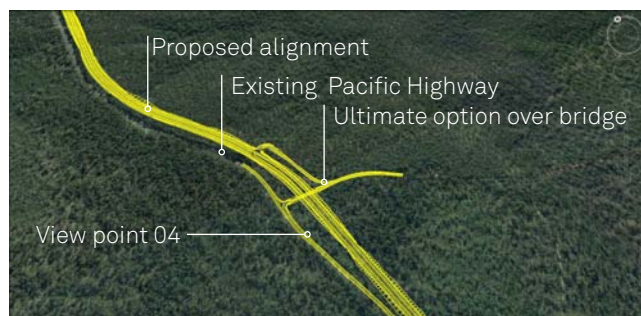 Proposed alignment
Existing Pacific Highway
Ultimate option over bridge
View point 04